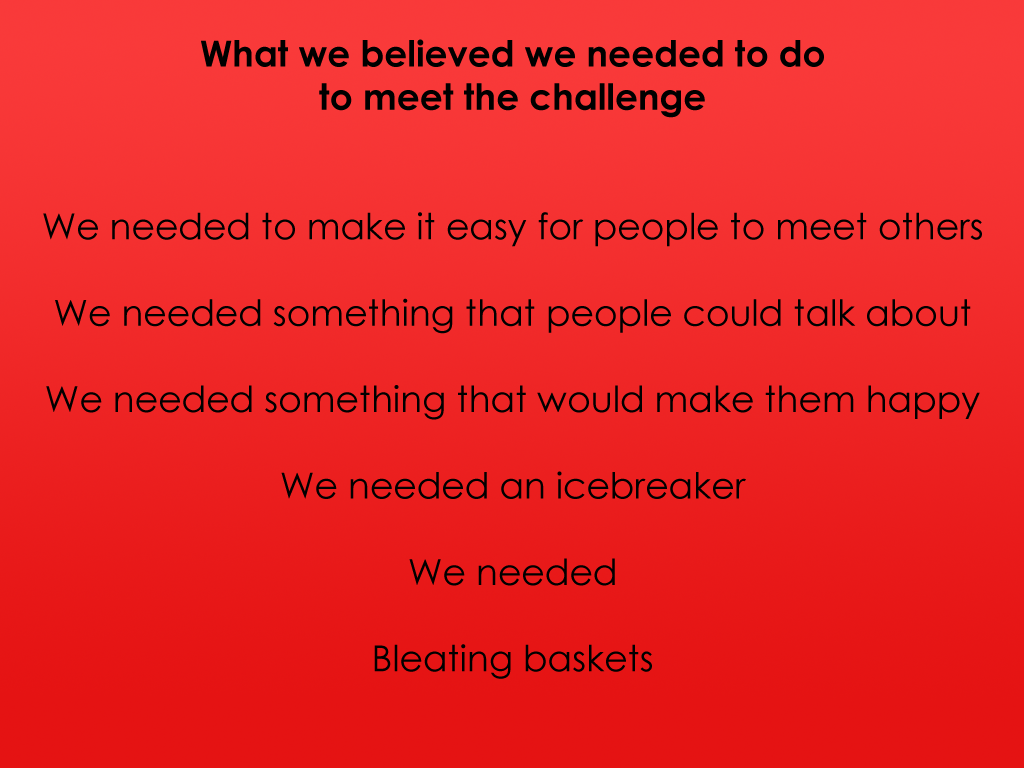 What we believed we needed to do
to meet the challenge
We needed to make it easy for people to meet others
We needed something that people could talk about
We needed something that would make them happy
We needed an icebreaker
We needed
Bleating baskets